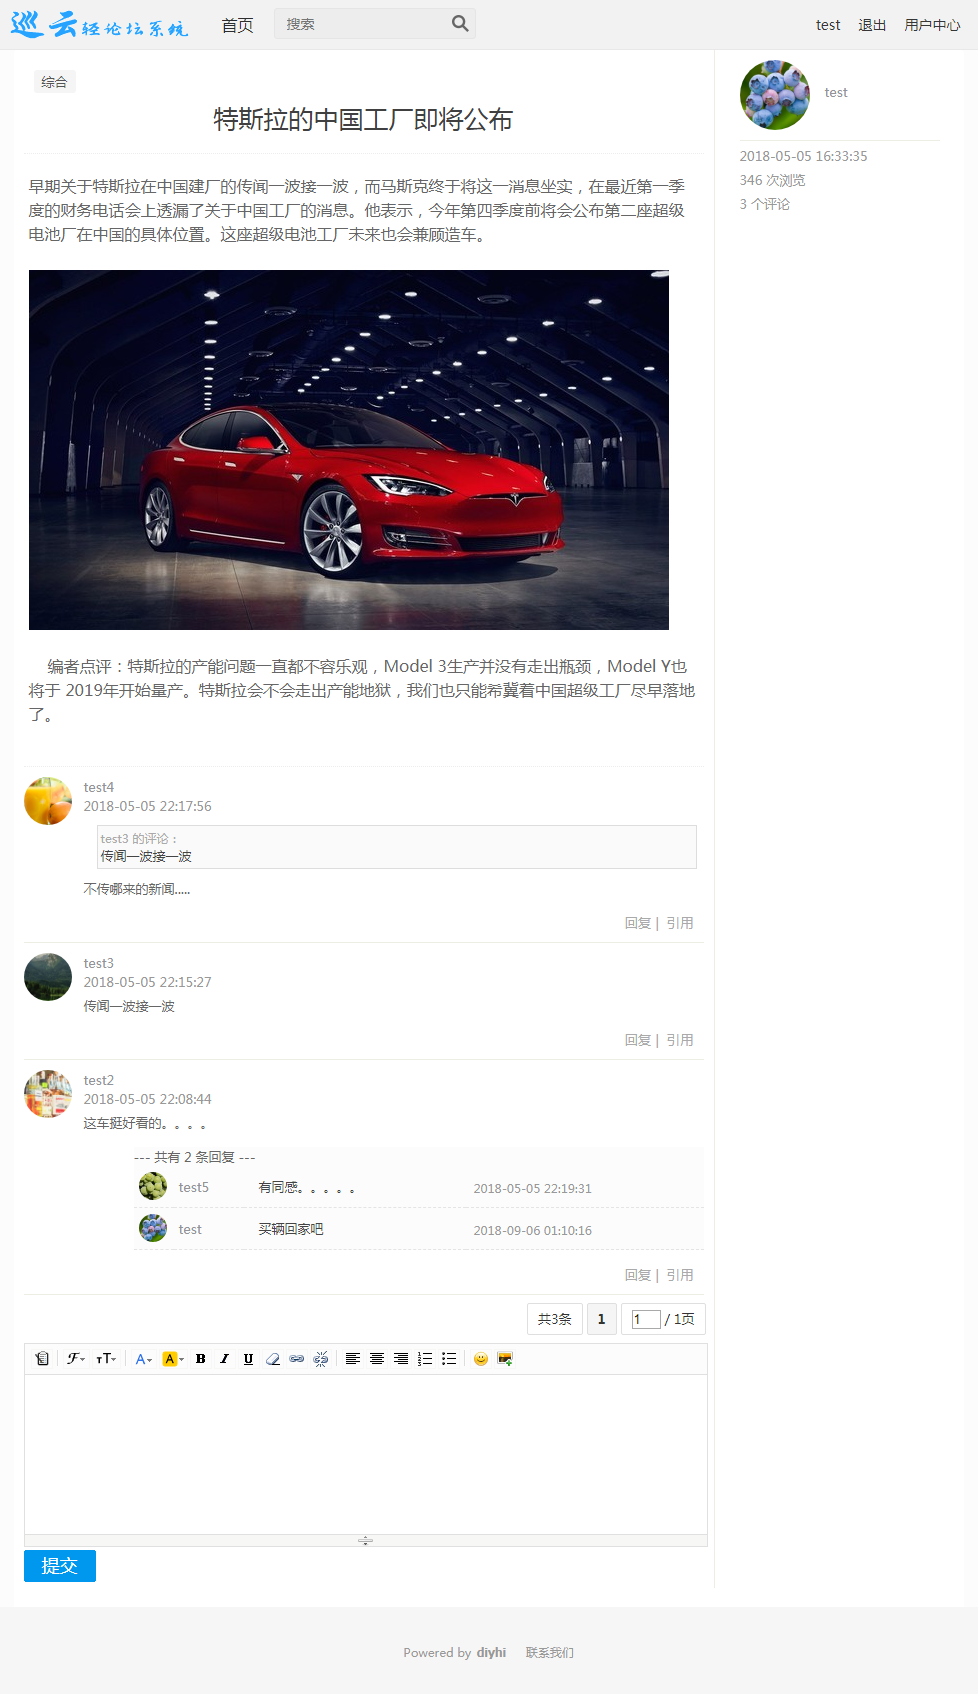 巡云轻论坛系统 首页 搜索 test 退出 用户中心
综合
特斯拉的中国工厂即将公布
早期关于特斯拉在中国建厂的传闻一波接一波，而马斯克终于将这一消息坐实，在最近第一季
度的财务电话会上透漏了关于中国工厂的消息。他表示，今年第四季度前将会公布第二座超级
电池厂在中国的具体位置。这座超级电池工厂未来也会兼顾造车。
编者点评：特斯拉的产能问题一直都不容乐观，Model 3生产并没有走出瓶颈，Model Y也
将于 2019年开始量产。特斯拉会不会走出产能地狱，我们也只能希冀着中国超级工厂尽早落地
了。
test4
2018-05-05 22:17:56
test3 的评论：
传闻一波接一波
不传哪来的新闻.....
回复 | 引用
test3
2018-05-05 22:15:27
传闻一波接一波
回复 | 引用
test2
2018-05-05 22:08:44
这车挺好看的。。。。
--- 共有 2 条回复 ---
test5 有同感。。。。。 2018-05-05 22:19:31
test 买辆回家吧 2018-09-06 01:10:16
回复 | 引用
共3条 1 1 / 1页
提交
test
2018-05-05 16:33:35
346 次浏览
3 个评论
Powered by diyhi 联系我们